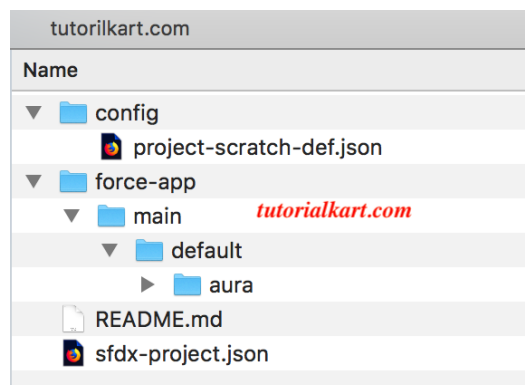 tutorilkart.com
Name
config
project-scratch-def.json
force-app
main
tutorialkart.com
default
aura
README.md
sfdx-project.json